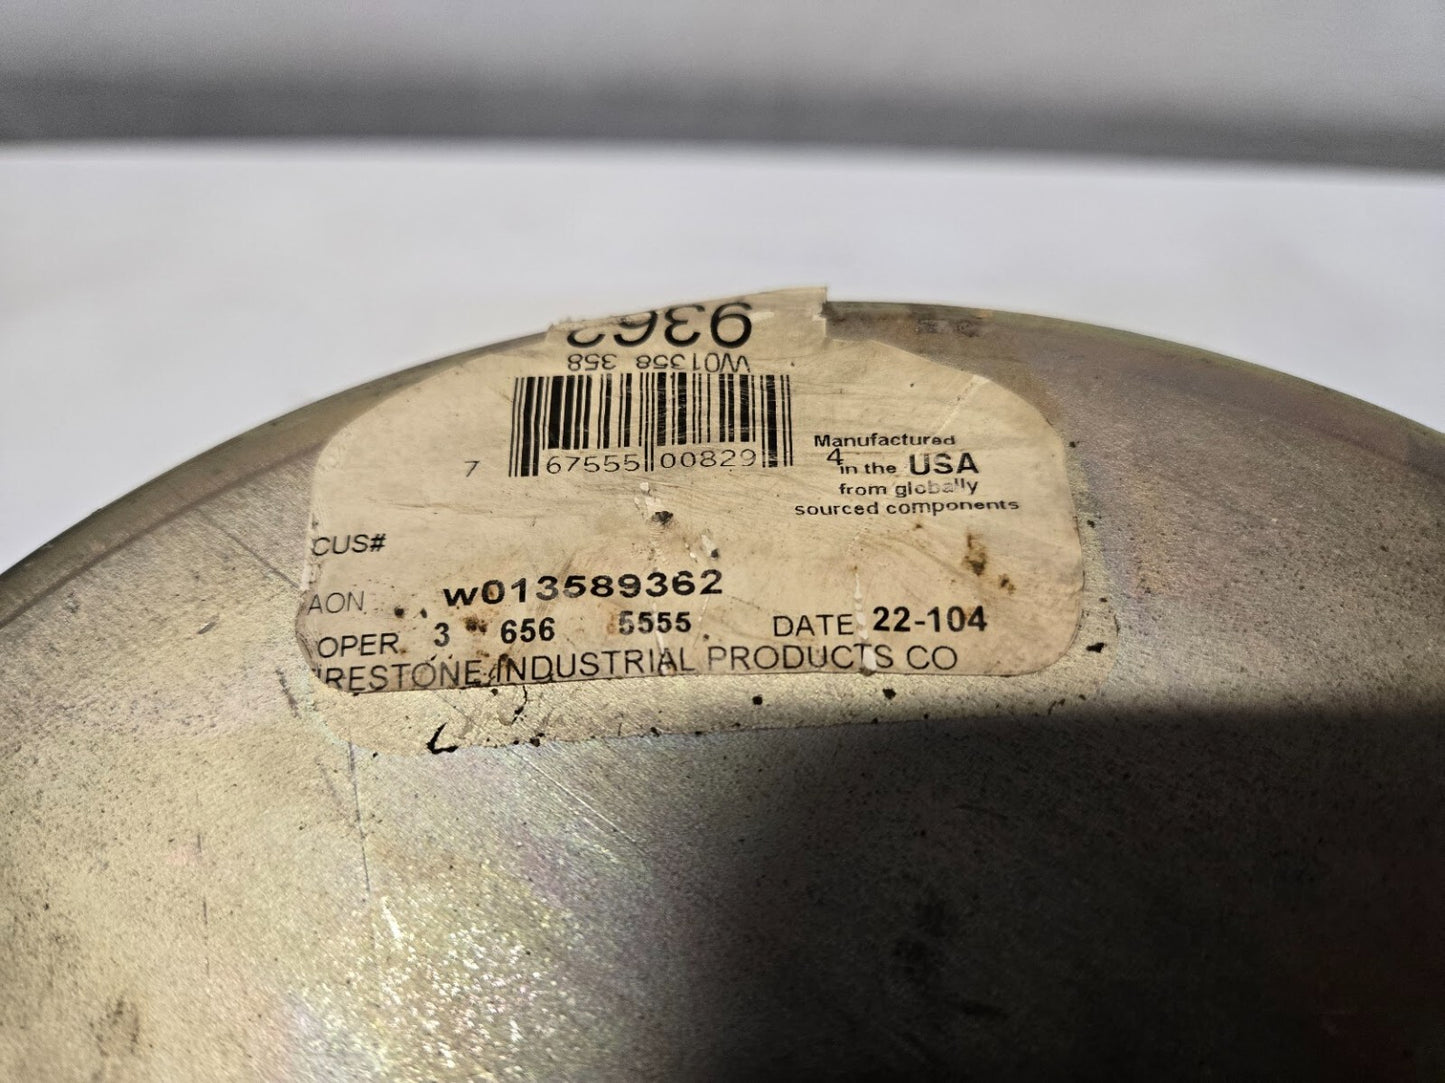 9362
W01358 358
7 67555 00829
Manufactured
4
in the USA
from globally
sourced components
CUS#
AON w013589362
OPER. 3 656 5555 DATE 22-104
IRESTONE INDUSTRIAL PRODUCTS CO